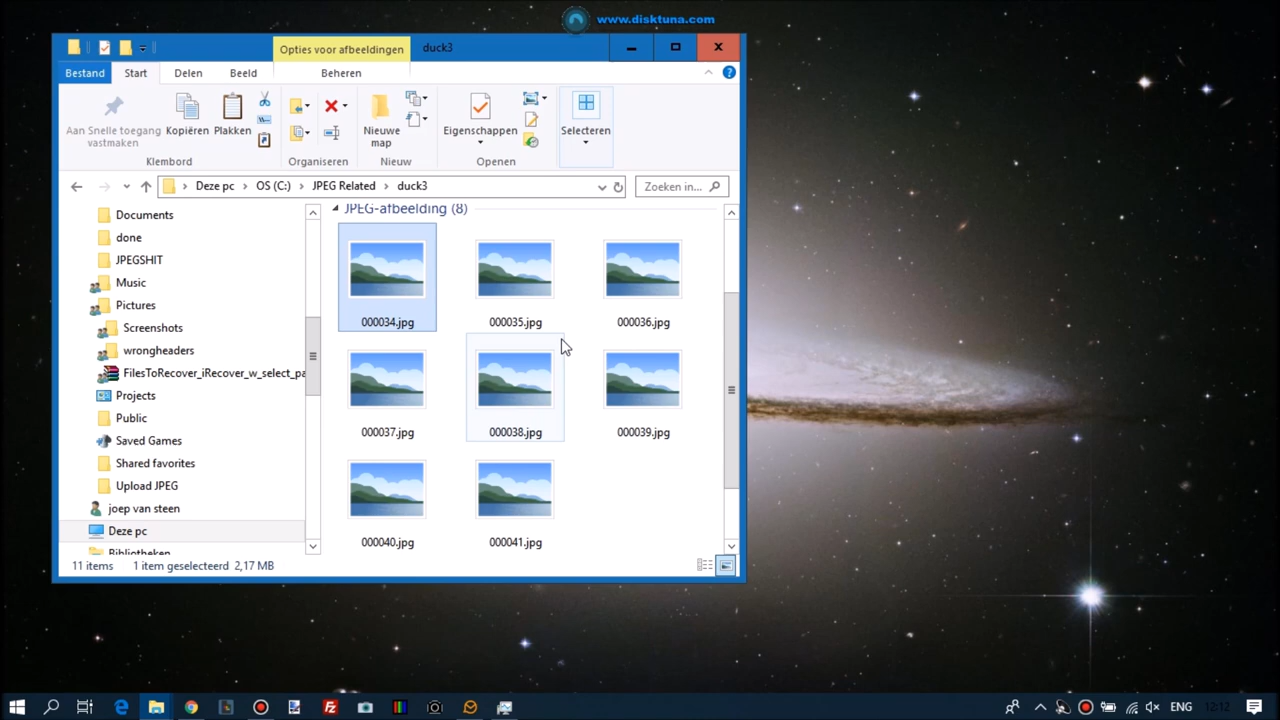 www.disktuna.com
Opties voor afbeeldingen
duck3
Bestand
Start
Delen
Beeld
Beheren
Aan Snelle toegang vastmaken
Kopiëren
Plakken
Nieuwe map
Eigenschappen
Selecteren
Klembord
Organiseren
Nieuw
Openen
Deze pc
OS (C:)
JPEG Related
duck3
Zoeken in...
Documents
done
JPEGSHIT
Music
Pictures
Screenshots
wrongheaders
FilesToRecover_iRecover_w_select_pa
Projects
Public
Saved Games
Shared favorites
Upload JPEG
joep van steen
Deze pc
Bibliotheken
JPEG-afbeelding (8)
000034.jpg
000035.jpg
000036.jpg
000037.jpg
000038.jpg
000039.jpg
000040.jpg
000041.jpg
11 items
1 item geselecteerd 2,17 MB
ENG
12:12